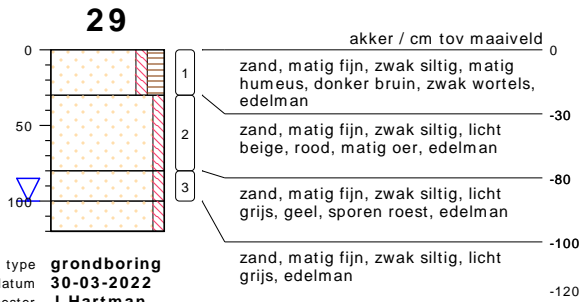 29
akker / cm tov maaiveld
0
0
zand, matig fijn, zwak siltig, matig
humeus, donker bruin, zwak wortels,
edelman
1
-30
50
2
zand, matig fijn, zwak siltig, licht
beige, rood, matig oer, edelman
-80
3
zand, matig fijn, zwak siltig, licht
grijs, geel, sporen roest, edelman
100
-100
zand, matig fijn, zwak siltig, licht
grijs, edelman
-120
type grondboring
datum 30-03-2022